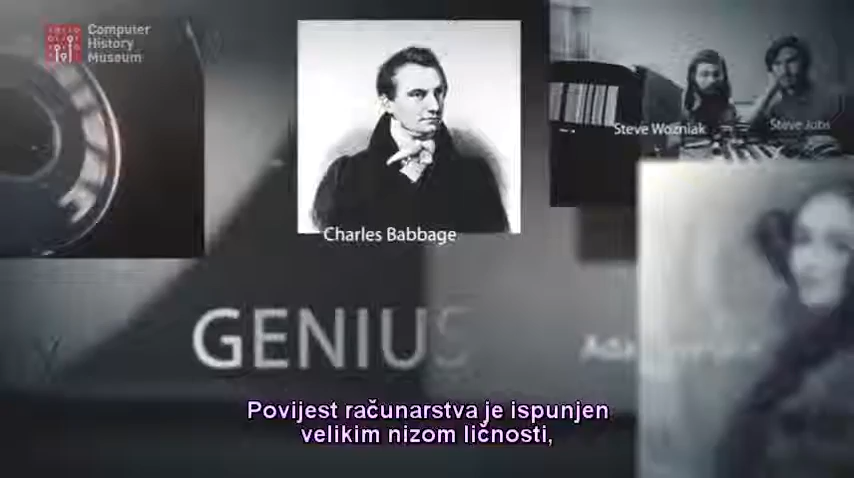 Computer
History
Museum
Steve Wozniak
Steve Jobs
Charles Babbage
GENIUS
Povijest računarstva je ispunjen
velikim nizom ličnosti,